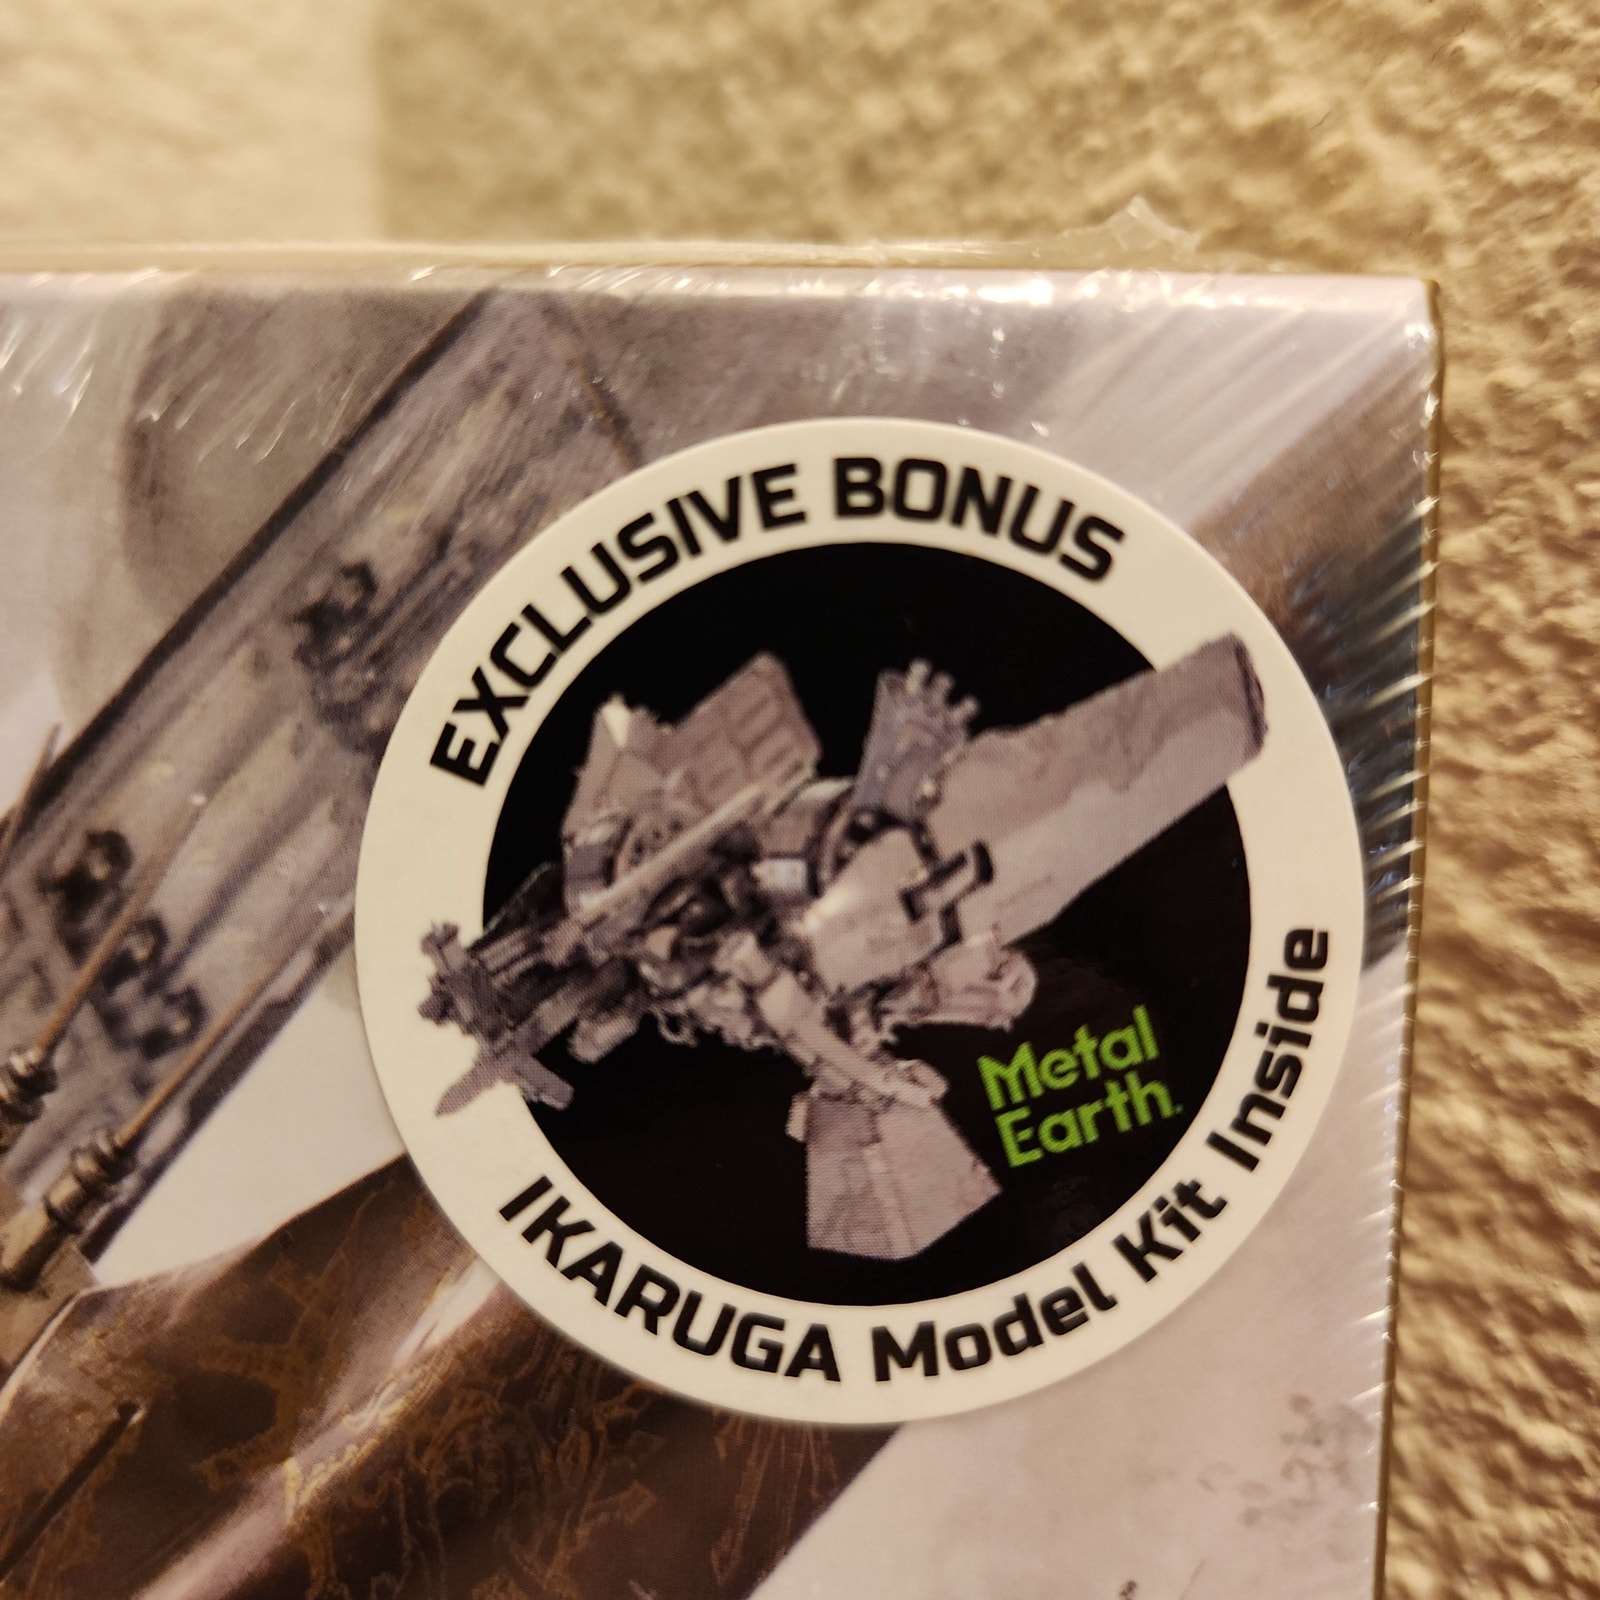 EXCLUSIVE BONUS
Metal
Earth.
IKARUGA Model Kit Inside